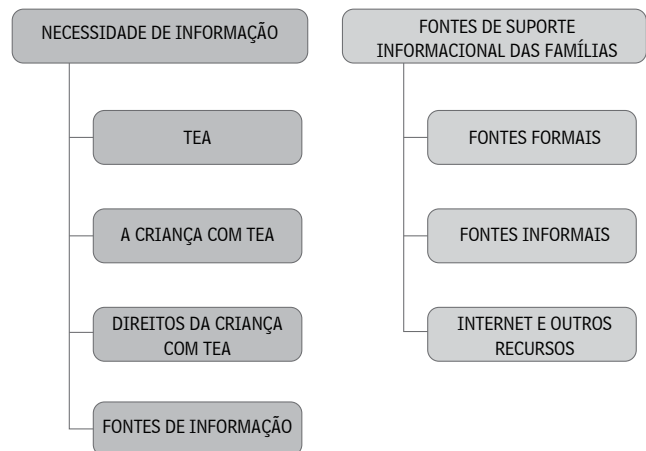 NECESSIDADE DE INFORMAÇÃO
TEA
A CRIANÇA COM TEA
DIREITOS DA CRIANÇA
COM TEA
FONTES DE INFORMAÇÃO
FONTES DE SUPORTE
INFORMACIONAL DAS FAMÍLIAS
FONTES FORMAIS
FONTES INFORMAIS
INTERNET E OUTROS
RECURSOS